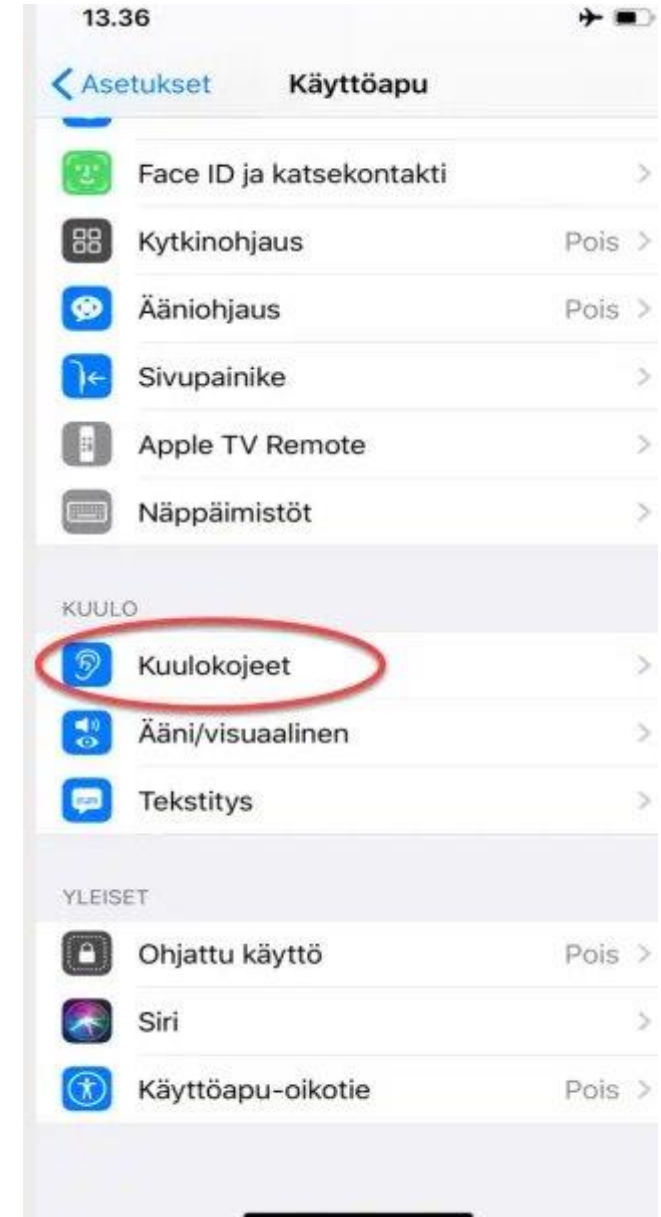 13.36
Asetukset Käyttöapu
Face ID ja katsekontakti
Kytkinohjaus Pois
Ääniohjaus Pois
Sivupainike
Apple TV Remote
Näppäimistöt
KUULO
Kuulokojeet
Ääni/visuaalinen
Tekstitys
YLEISET
Ohjattu käyttö Pois
Siri
Käyttöapu-oikotie Pois